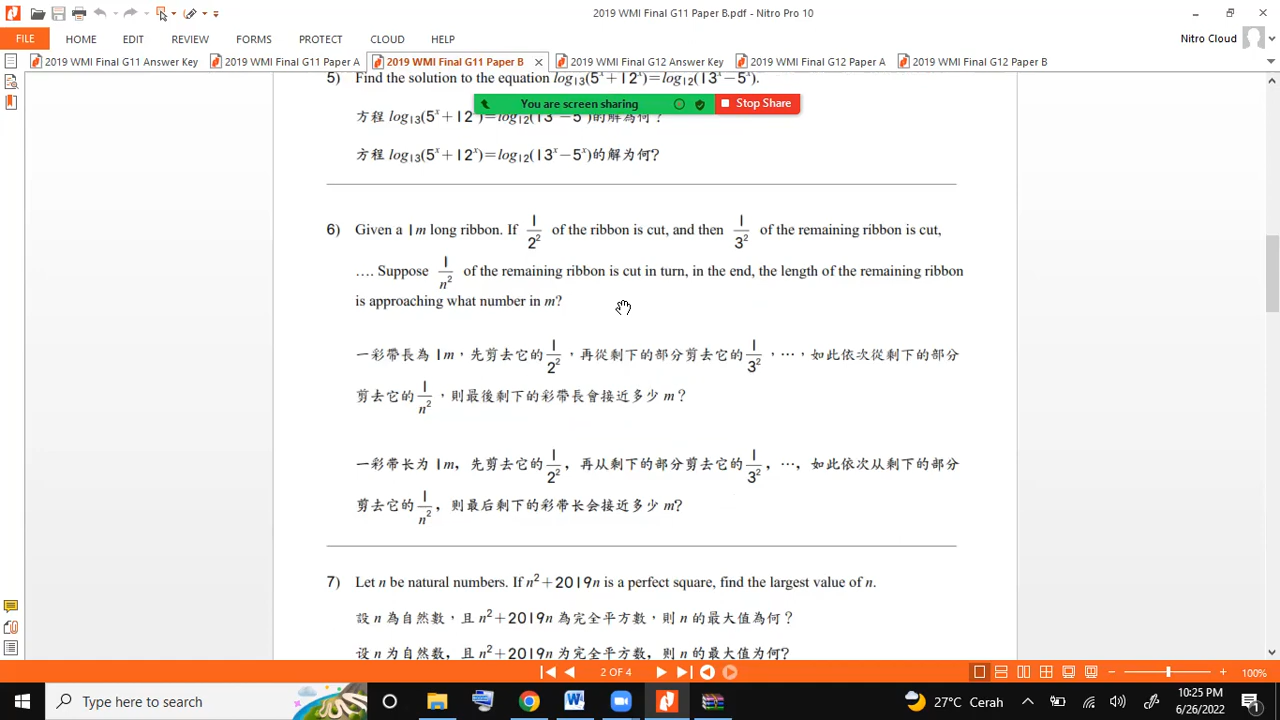 2019 WMI Final G11 Paper B.pdf - Nitro Pro 10
FILE HOME EDIT REVIEW FORMS PROTECT CLOUD HELP Nitro Cloud
2019 WMI Final G11 Answer Key 2019 WMI Final G11 Paper A 2019 WMI Final G11 Paper B 2019 WMI Final G12 Answer Key 2019 WMI Final G12 Paper A 2019 WMI Final G12 Paper B
5) Find the solution to the equation log₁₃(5ˣ+12ˣ)=log₁₂(13ˣ−5ˣ).
You are screen sharing Stop Share
方程 log₁₃(5ˣ+12ˣ)=log₁₂(13ˣ−5ˣ)的解為何？
方程 log₁₃(5ˣ+12ˣ)=log₁₂(13ˣ−5ˣ)的解为何?
6) Given a 1m long ribbon. If 1/2² of the ribbon is cut, and then 1/3² of the remaining ribbon is cut,
…. Suppose 1/n² of the remaining ribbon is cut in turn, in the end, the length of the remaining ribbon
is approaching what number in m?
一彩帶長為 1m，先剪去它的 1/2²，再從剩下的部分剪去它的 1/3²，⋯，如此依次從剩下的部分
剪去它的 1/n²，則最後剩下的彩帶長會接近多少 m？
一彩带长为 1m, 先剪去它的 1/2², 再从剩下的部分剪去它的 1/3², ⋯, 如此依次从剩下的部分
剪去它的 1/n², 则最后剩下的彩带长会接近多少 m?
7) Let n be natural numbers. If n²+2019n is a perfect square, find the largest value of n.
設 n 為自然數，且 n²+2019n 為完全平方數，則 n 的最大值為何？
设 n 为自然数, 且 n²+2019n 为完全平方数, 则 n 的最大值为何?
2 OF 4 100%
Type here to search 27°C Cerah 10:25 PM
6/26/2022